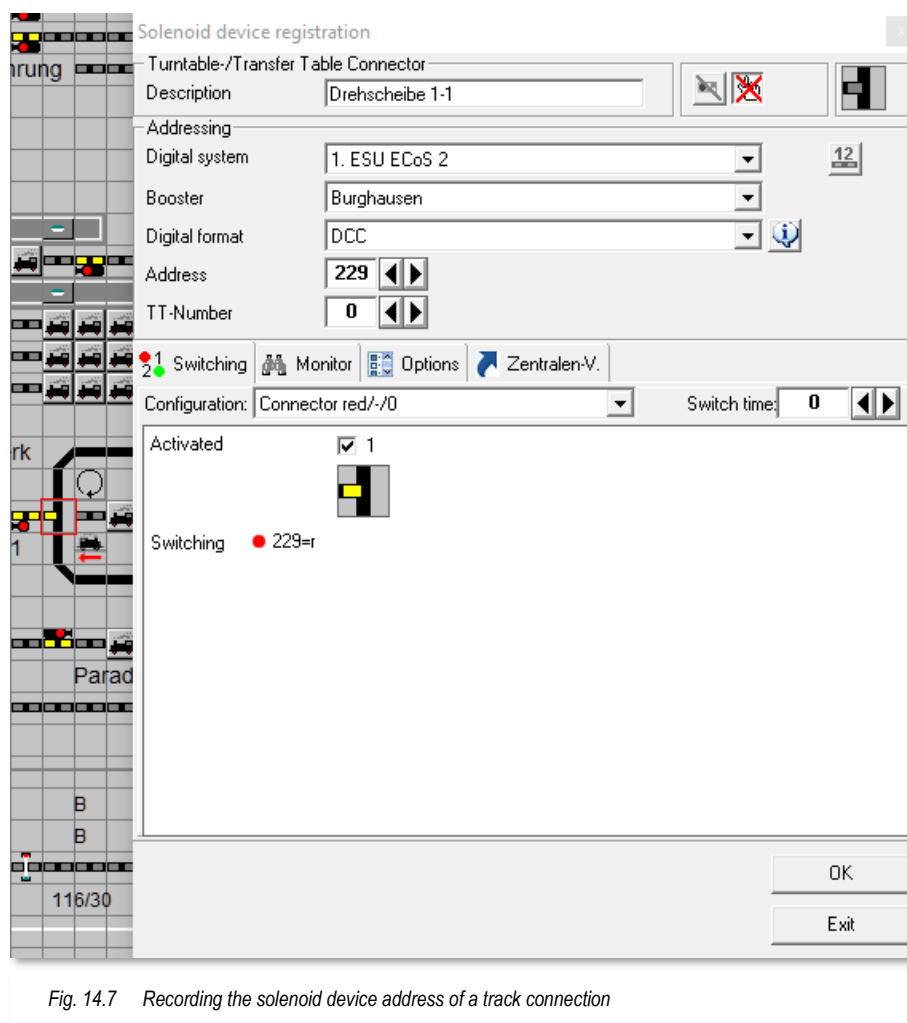 Solenoid device registration
hrung
Turntable-/Transfer Table Connector
Description Drehscheibe 1-1
Addressing
Digital system 1. ESU ECoS 2 12
Booster Burghausen
Digital format DCC
Address 229
TT-Number 0
1 2 Switching Monitor Options Zentralen-V.
Configuration: Connector red/-/0 Switch time: 0
rk
Activated 1
1
Switching 229=r
Parad
B
B
116/30
OK
Exit
Fig. 14.7 Recording the solenoid device address of a track connection